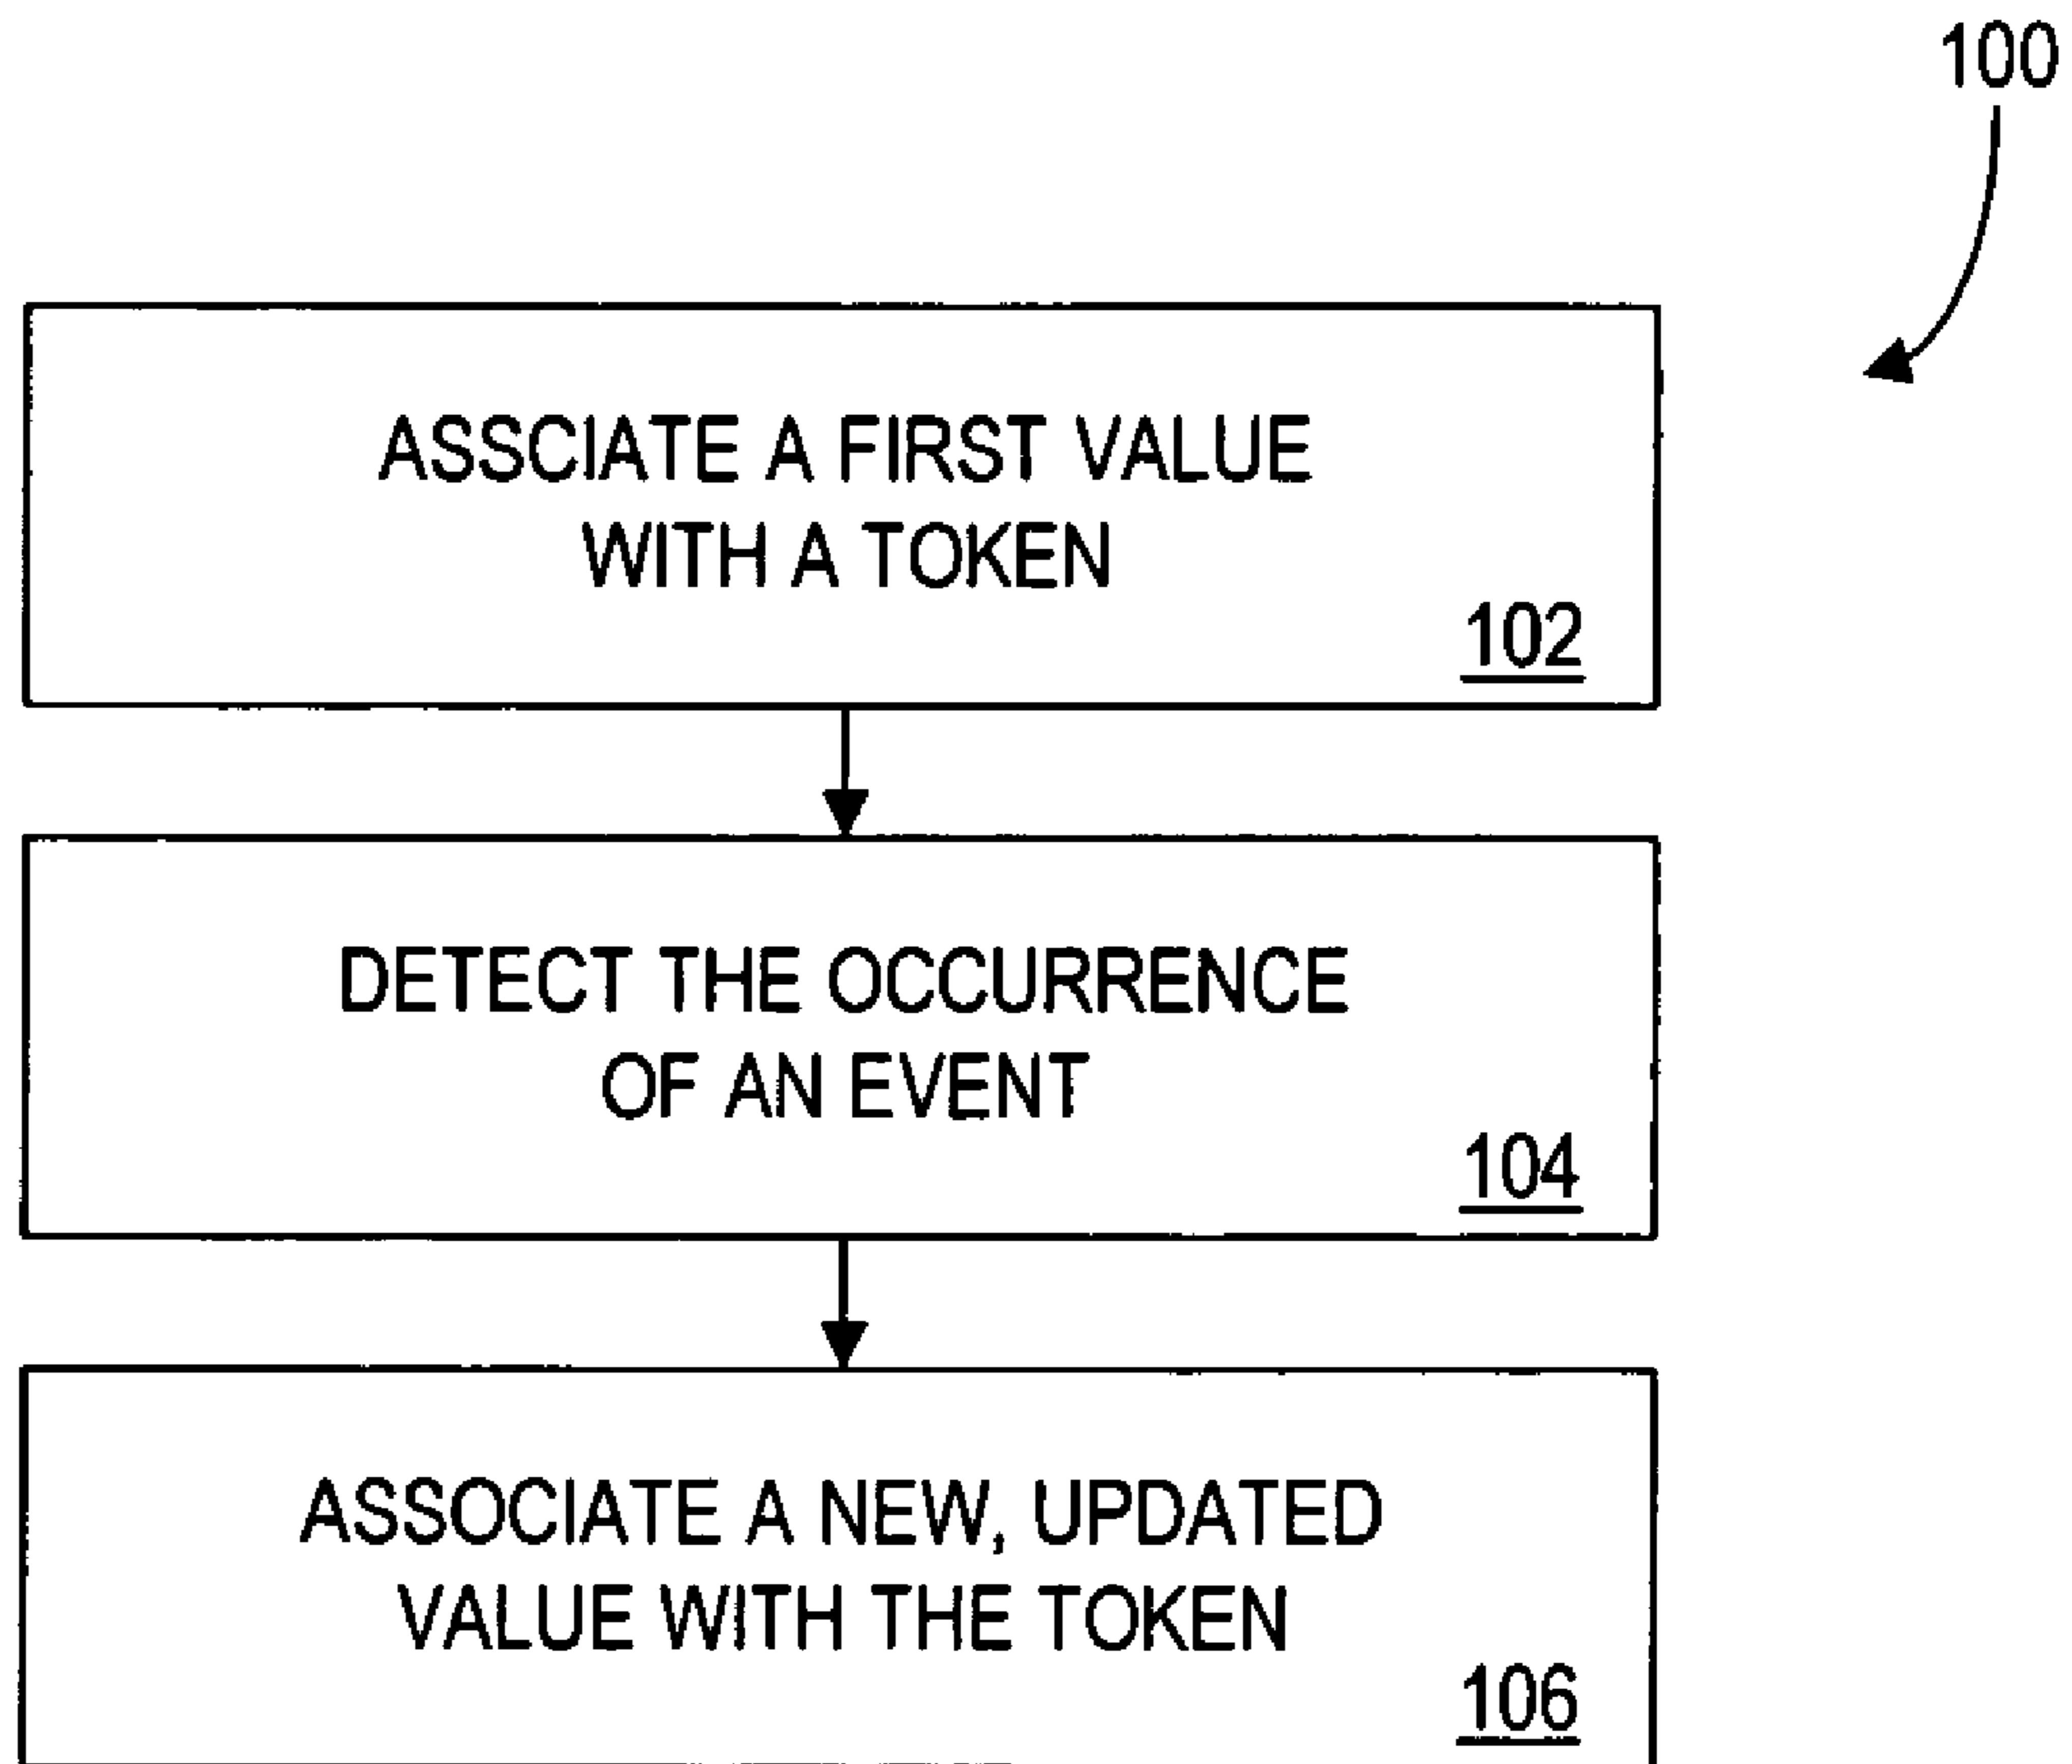 100
ASSCIATE A FIRST VALUE
WITH A TOKEN
102
DETECT THE OCCURRENCE
OF AN EVENT
104
ASSOCIATE A NEW, UPDATED
VALUE WITH THE TOKEN
106